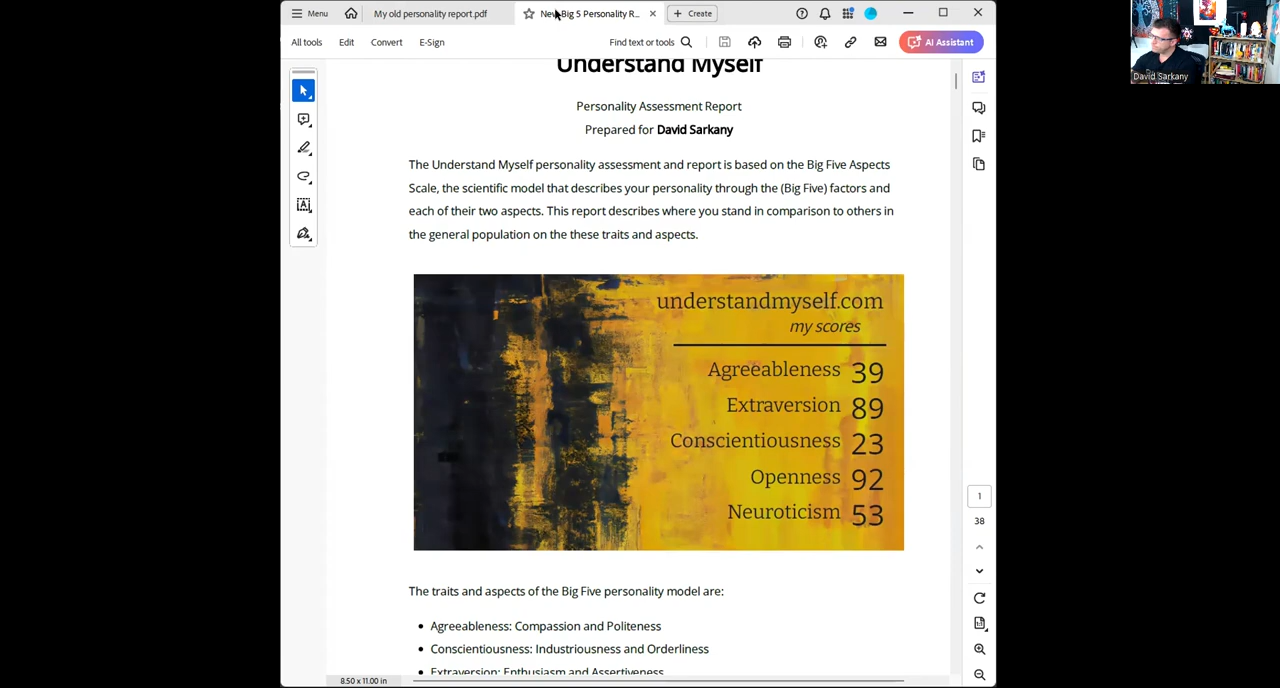 Menu
My old personality report.pdf
New Big 5 Personality R...
Create
All tools
Edit
Convert
E-Sign
Find text or tools
AI Assistant
David Sarkany
Understand Myself
Personality Assessment Report
Prepared for David Sarkany
The Understand Myself personality assessment and report is based on the Big Five Aspects
Scale, the scientific model that describes your personality through the (Big Five) factors and
each of their two aspects. This report describes where you stand in comparison to others in
the general population on the these traits and aspects.
understandmyself.com
my scores
Agreeableness 39
Extraversion 89
Conscientiousness 23
Openness 92
Neuroticism 53
1
38
The traits and aspects of the Big Five personality model are:
• Agreeableness: Compassion and Politeness
• Conscientiousness: Industriousness and Orderliness
• Extraversion: Enthusiasm and Assertiveness
8.50 x 11.00 in